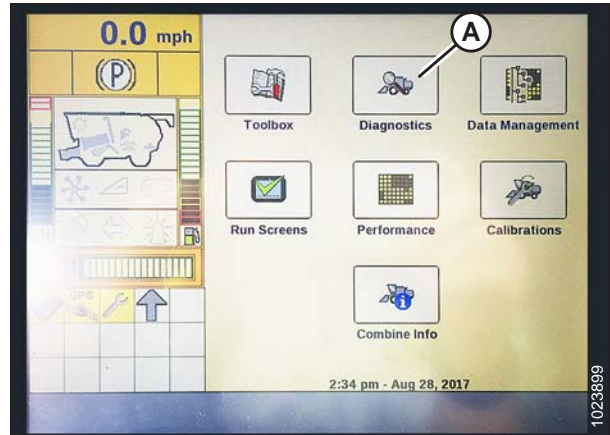 0.0 mph
A
(P)
Toolbox
Diagnostics
Data Management
Run Screens
Performance
Calibrations
GPS
Combine Info
2:34 pm - Aug 28, 2017
1023899